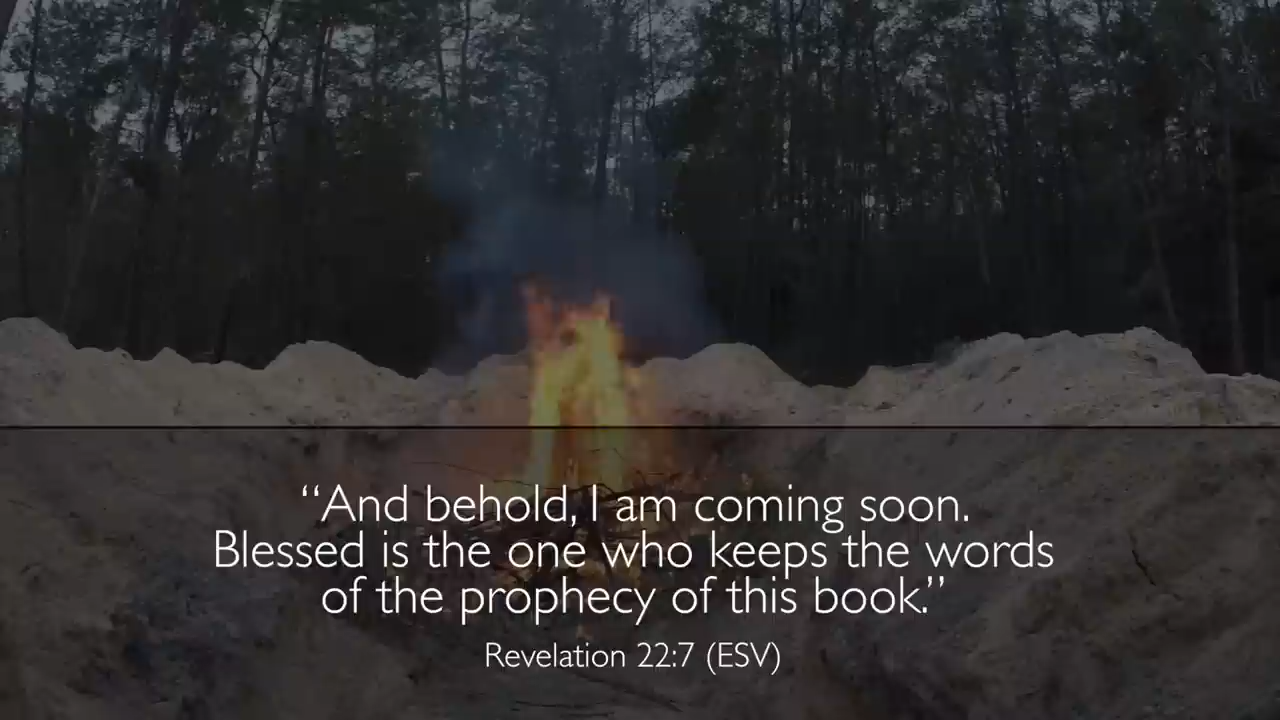 “And behold, I am coming soon.
Blessed is the one who keeps the words
of the prophecy of this book.”
Revelation 22:7 (ESV)